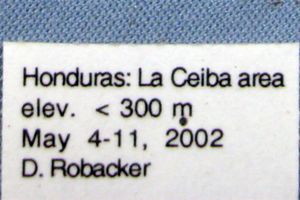 Honduras: La Ceiba area
elev. < 300 m
May 4-11, 2002
D. Robacker